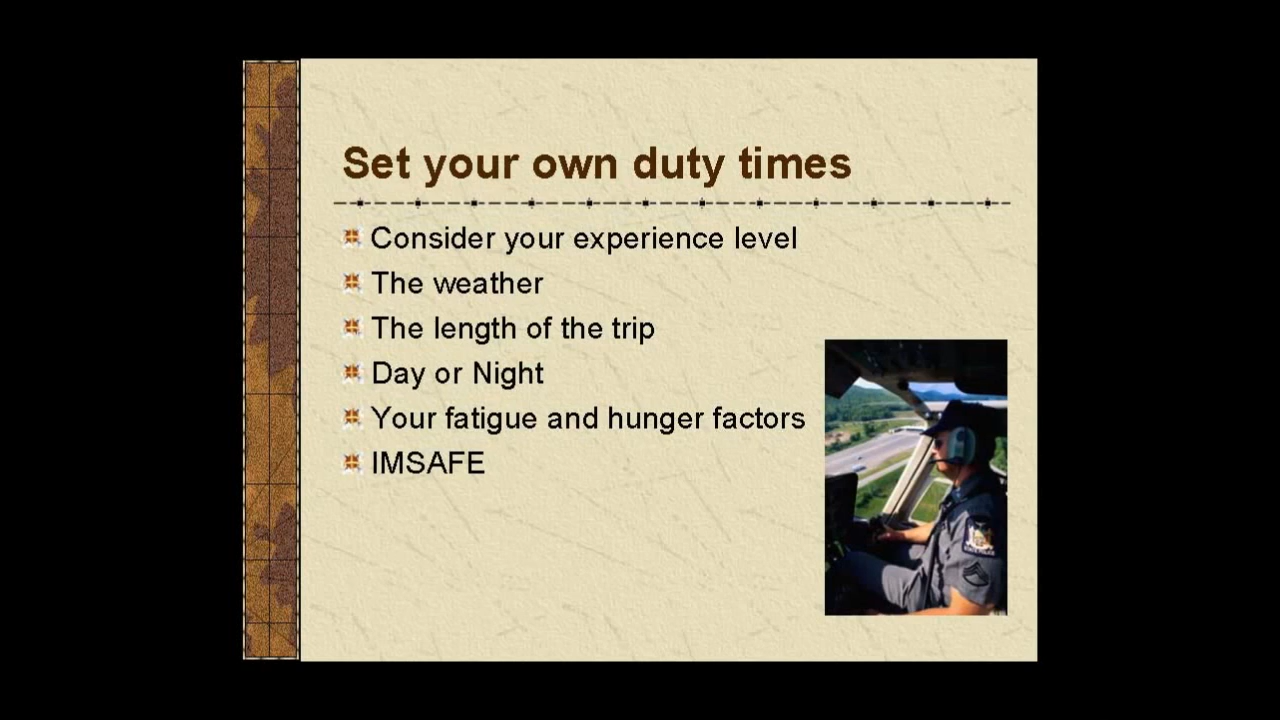 Set your own duty times
Consider your experience level
The weather
The length of the trip
Day or Night
Your fatigue and hunger factors
IMSAFE